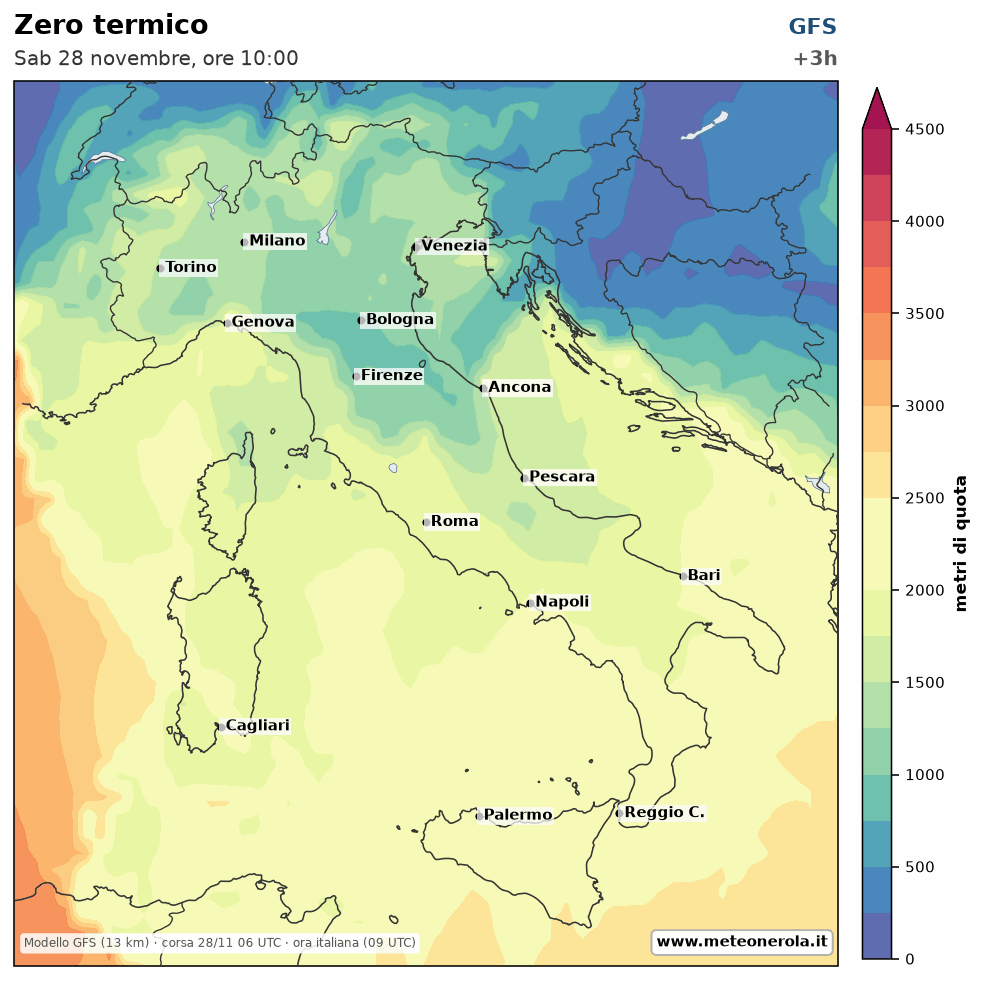 Zero termico
GFS
Sab 28 novembre, ore 10:00
+3h
Milano
Venezia
Torino
Genova
Bologna
Firenze
Ancona
Pescara
Roma
Bari
Napoli
Cagliari
Palermo
Reggio C.
4500
4000
3500
3000
2500
2000
1500
1000
500
0
metri di quota
Modello GFS (13 km) · corsa 28/11 06 UTC · ora italiana (09 UTC)
www.meteonerola.it